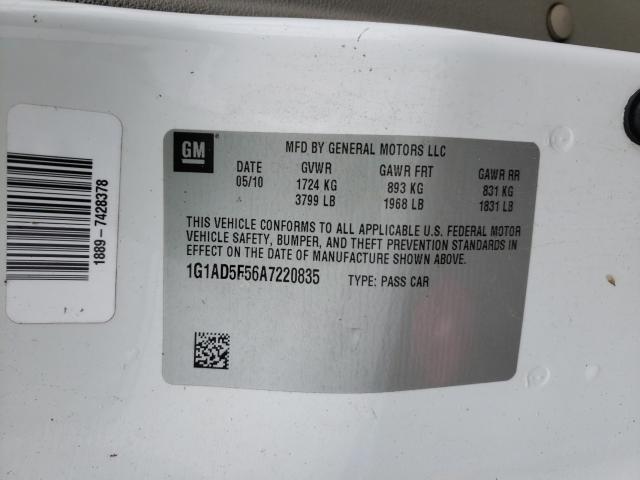 GM
MFD BY GENERAL MOTORS LLC
DATE GVWR GAWR FRT GAWR RR
05/10 1724 KG 893 KG 831 KG
3799 LB 1968 LB 1831 LB
THIS VEHICLE CONFORMS TO ALL APPLICABLE U.S. FEDERAL MOTOR
VEHICLE SAFETY, BUMPER, AND THEFT PREVENTION STANDARDS IN
EFFECT ON THE DATE OF MANUFACTURE SHOWN ABOVE.
1G1AD5F56A7220835 TYPE: PASS CAR
1889-7428378